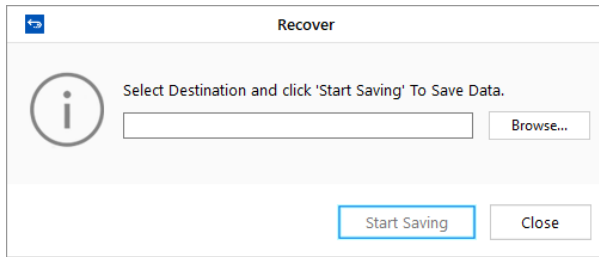 Recover
Select Destination and click 'Start Saving' To Save Data.
Browse...
Start Saving
Close